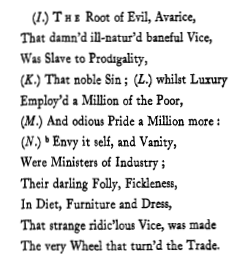 (I.) THE Root of Evil, Avarice,
That damn'd ill-natur'd baneful Vice,
Was Slave to Prodigality,
(K.) That noble Sin ; (L.) whilst Luxury
Employ'd a Million of the Poor,
(M.) And odious Pride a Million more :
(N.) b Envy it self, and Vanity,
Were Ministers of Industry ;
Their darling Folly, Fickleness,
In Diet, Furniture and Dress,
That strange ridic'lous Vice, was made
The very Wheel that turn'd the Trade.